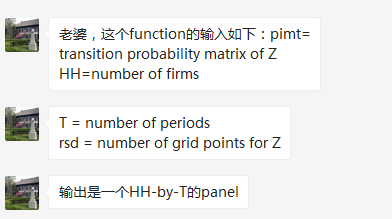 老婆，这个function的输入如下：pimt=
transition probability matrix of Z
HH=number of firms
T = number of periods
rsd = number of grid points for Z
输出是一个HH-by-T的panel